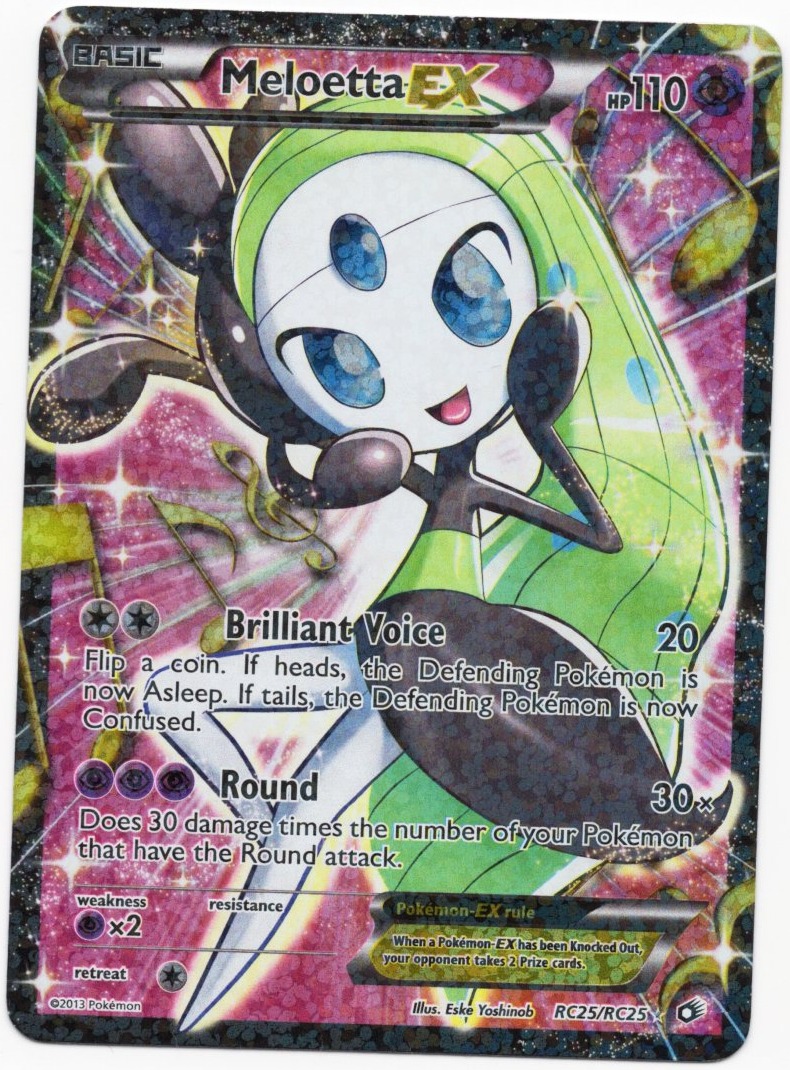 BASIC
Meloetta EX
HP110
Brilliant Voice 20
Flip a coin. If heads, the Defending Pokémon is
now Asleep. If tails, the Defending Pokémon is now
Confused.
Round 30×
Does 30 damage times the number of your Pokémon
that have the Round attack.
weakness resistance
×2
retreat
Pokémon-EX rule
When a Pokémon-EX has been Knocked Out,
your opponent takes 2 Prize cards.
©2013 Pokémon
Illus. Eske Yoshinob RC25/RC25